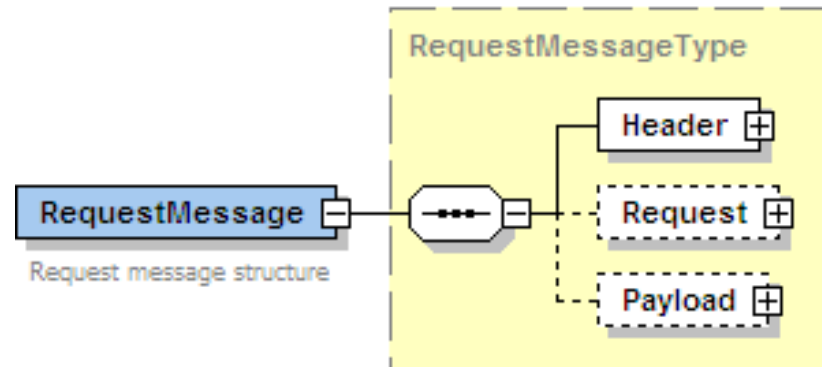 RequestMessageType
Header
RequestMessage
Request
Request message structure
Payload